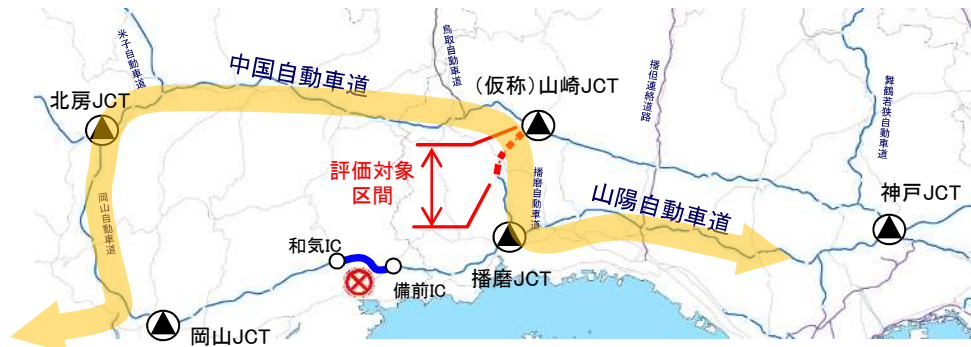 米子自動車道
中国自動車道
鳥取自動車道
(仮称)山崎JCT
播但連絡道路
舞鶴若狭自動車道
北房JCT
評価対象
区間
播磨自動車道
岡山自動車道
山陽自動車道
神戸JCT
和気IC
備前IC
播磨JCT
岡山JCT